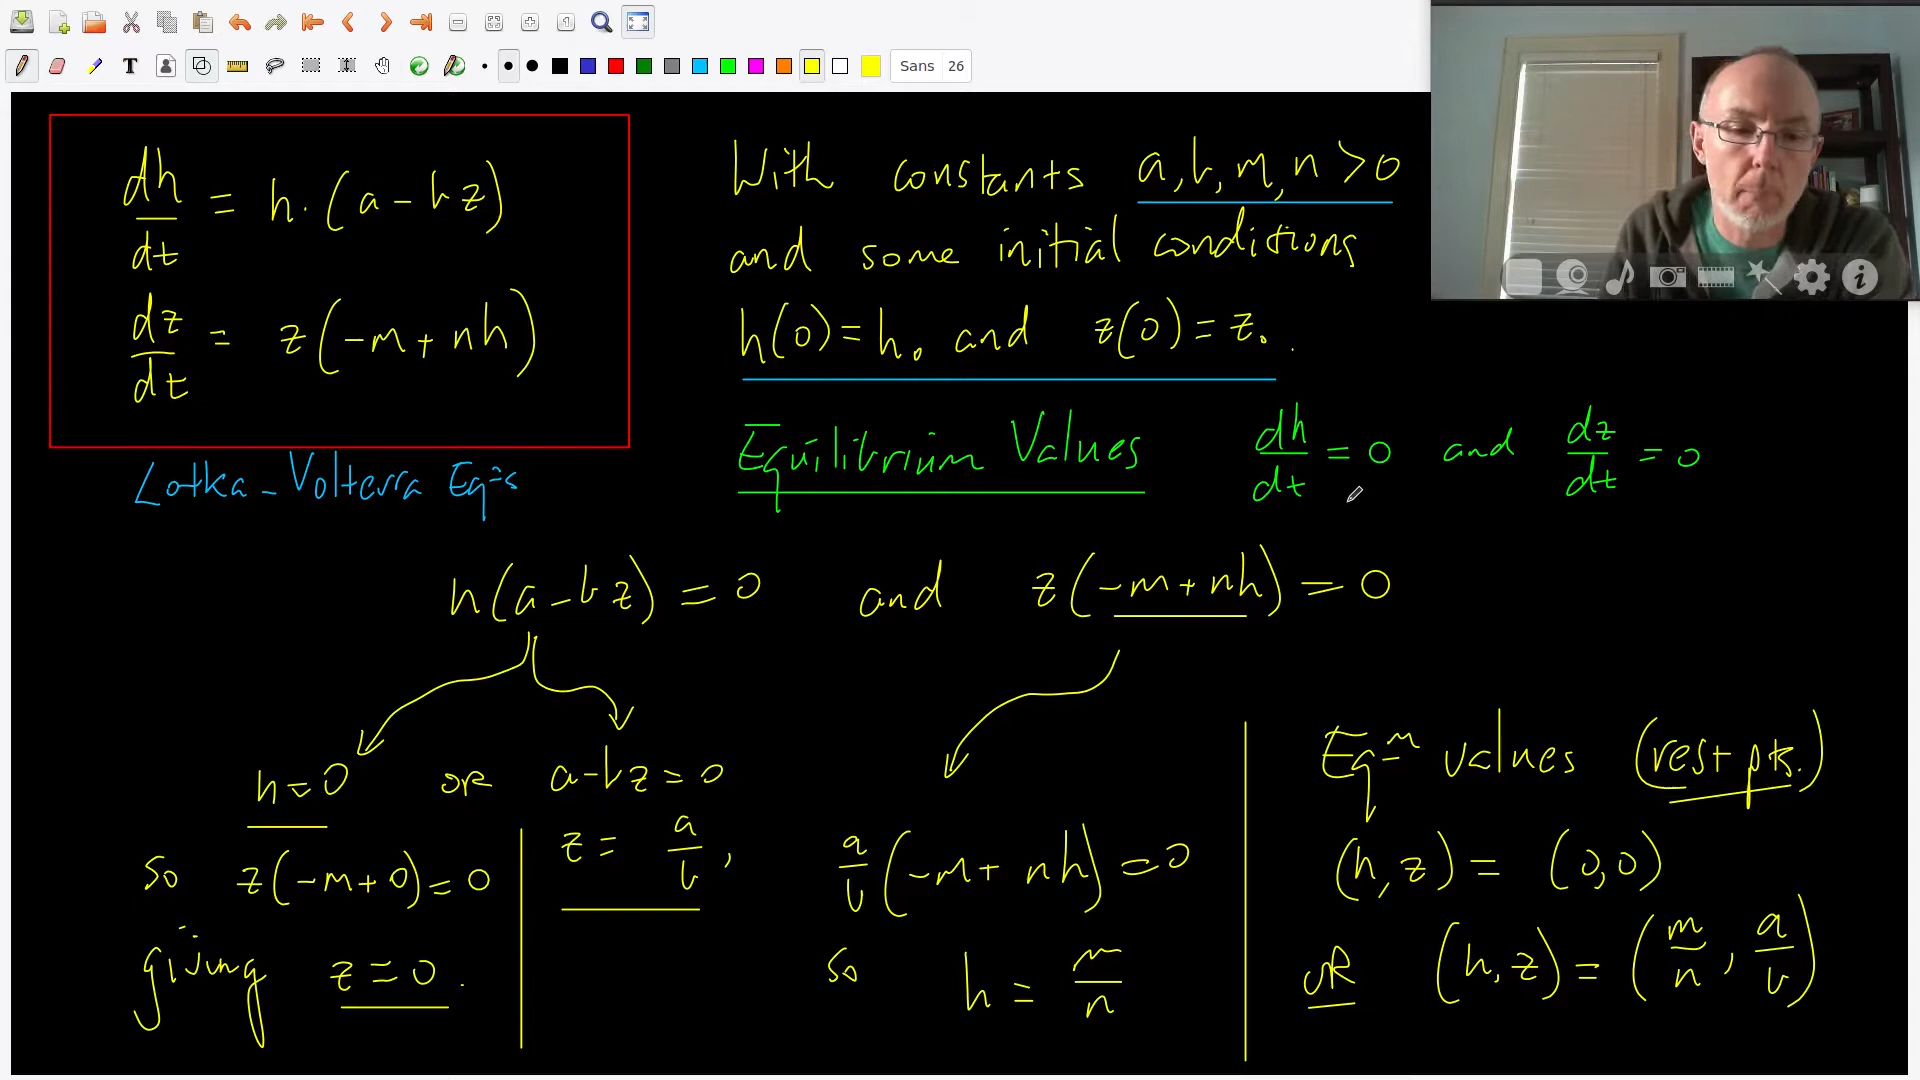 Sans 26
dh/dt = h·(a-bz)
dz/dt = z(-m+nh)
Lotka-Volterra Eqⁿs
With constants a, b, m, n > 0
and some initial conditions
h(0) = h₀ and z(0) = z₀.
Equilibrium Values dh/dt = 0 and dz/dt = 0
h(a-bz) = 0 and z(-m+nh) = 0
h=0 OR a-bz=0
so z(-m+0)=0
giving z=0.
z = a/b,
a/b(-m+nh)=0
so h = m/n
Eqᵐ values (rest pts.)
(h,z) = (0,0)
OR (h,z) = (m/n, a/b)